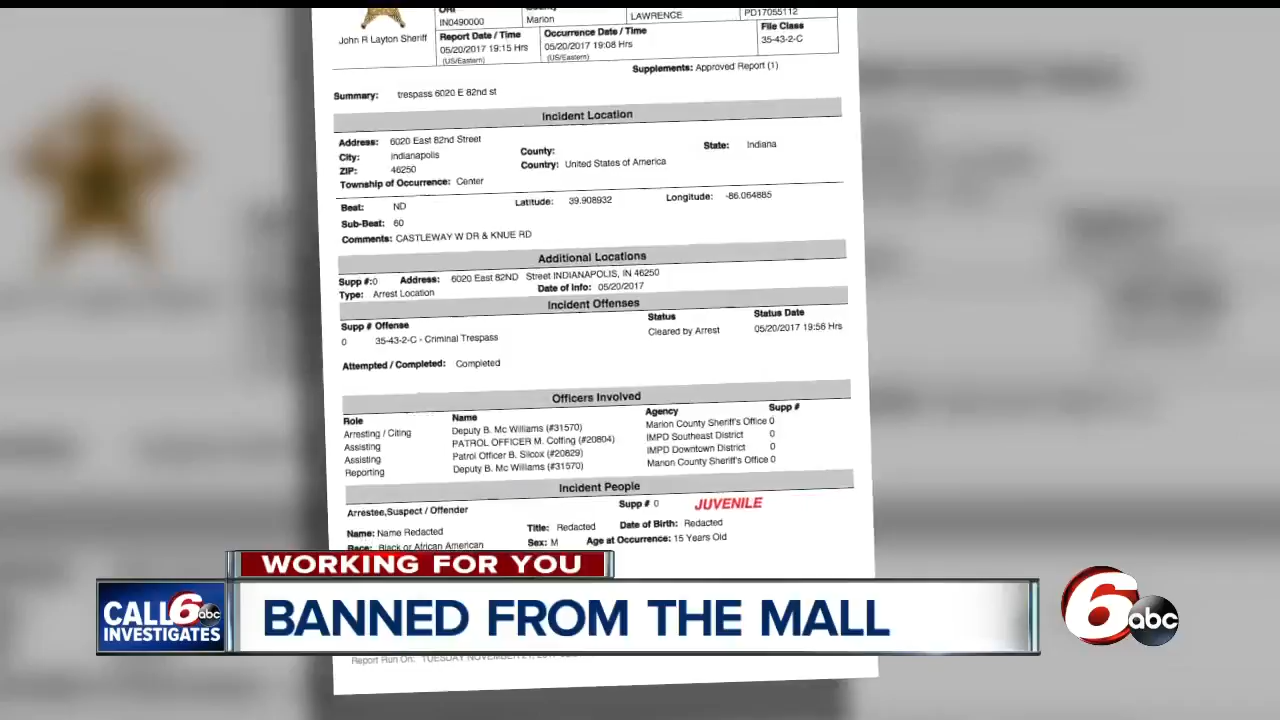 ORI
IN0490000
Marion
LAWRENCE
PD17055112
John R Layton Sheriff
Report Date / Time
05/20/2017 19:15 Hrs
(US/Eastern)
Occurrence Date / Time
05/20/2017 19:08 Hrs
(US/Eastern)
File Class
35-43-2-C
Supplements: Approved Report (1)
Summary: trespass 6020 E 82nd st
Incident Location
Address: 6020 East 82nd Street
City: Indianapolis
County:
State: Indiana
ZIP: 46250
Country: United States of America
Township of Occurrence: Center
Beat: ND
Latitude: 39.908932
Longitude: -86.064885
Sub-Beat: 60
Comments: CASTLEWAY W DR & KNUE RD
Additional Locations
Supp #:0 Address: 6020 East 82ND Street INDIANAPOLIS, IN 46250
Type: Arrest Location Date of Info: 05/20/2017
Incident Offenses
Supp # Offense Status Status Date
0 35-43-2-C - Criminal Trespass Cleared by Arrest 05/20/2017 19:56 Hrs
Attempted / Completed: Completed
Officers Involved
Role Name Agency Supp #
Arresting / Citing Deputy B. Mc Williams (#31570) Marion County Sheriff's Office 0
Assisting PATROL OFFICER M. Coffing (#20804) IMPD Southeast District 0
Assisting Patrol Officer B. Silcox (#20829) IMPD Downtown District 0
Reporting Deputy B. Mc Williams (#31570) Marion County Sheriff's Office 0
Incident People
Arrestee,Suspect / Offender Supp # 0 JUVENILE
Name: Name Redacted Title: Redacted Date of Birth: Redacted
Race: Black or African American Sex: M Age at Occurrence: 15 Years Old
WORKING FOR YOU
CALL 6 abc
INVESTIGATES
BANNED FROM THE MALL
6 abc
Report Run On: TUESDAY NOVEMBER 21,